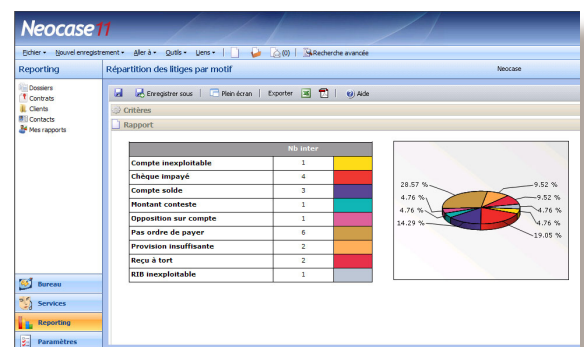 Neocase11
Fichier Nouvel enregistrement Aller à Outils Liens (0) Recherche avancée
Reporting
Répartition des litiges par motif
Neocase
Dossiers
Contrats
Clients
Contacts
Mes rapports
Enregistrer sous Plein écran Exporter Aide
Critères
Rapport
Nb inter
Compte inexploitable 1
Chèque impayé 4
Compte solde 3
Montant conteste 1
Opposition sur compte 1
Pas ordre de payer 6
Provision insuffisante 2
Reçu à tort 2
RIB inexploitable 1
28.57 % 9.52 %
4.76 % 9.52 %
4.76 % 4.76 %
14.29 % 4.76 %
19.05 %
Bureau
Services
Reporting
Paramètres